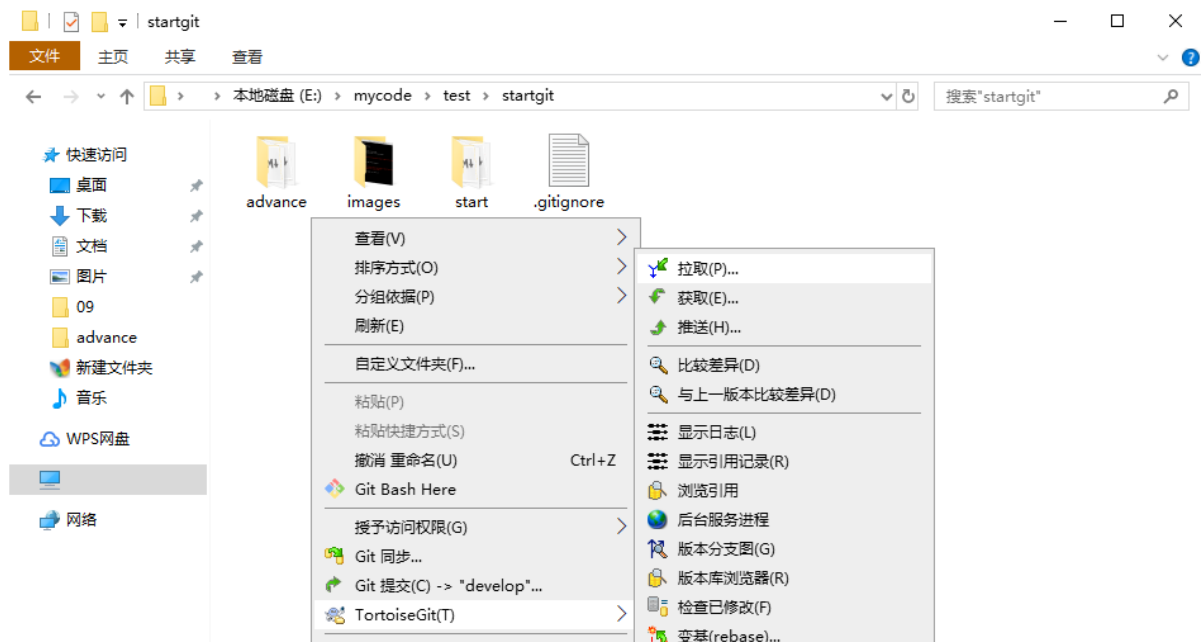 startgit
文件 主页 共享 查看
本地磁盘 (E:) mycode test startgit
搜索"startgit"
快速访问
桌面
下载
文档
图片
09
advance
新建文件夹
音乐
WPS网盘
网络
advance images start .gitignore
查看(V)
排序方式(O)
分组依据(P)
刷新(E)
自定义文件夹(F)...
粘贴(P)
粘贴快捷方式(S)
撤消 重命名(U) Ctrl+Z
Git Bash Here
授予访问权限(G)
Git 同步...
Git 提交(C) -> "develop"...
TortoiseGit(T)
拉取(P)...
获取(E)...
推送(H)...
比较差异(D)
与上一版本比较差异(D)
显示日志(L)
显示引用记录(R)
浏览引用
后台服务进程
版本分支图(G)
版本库浏览器(R)
检查已修改(F)
变基(rebase)...